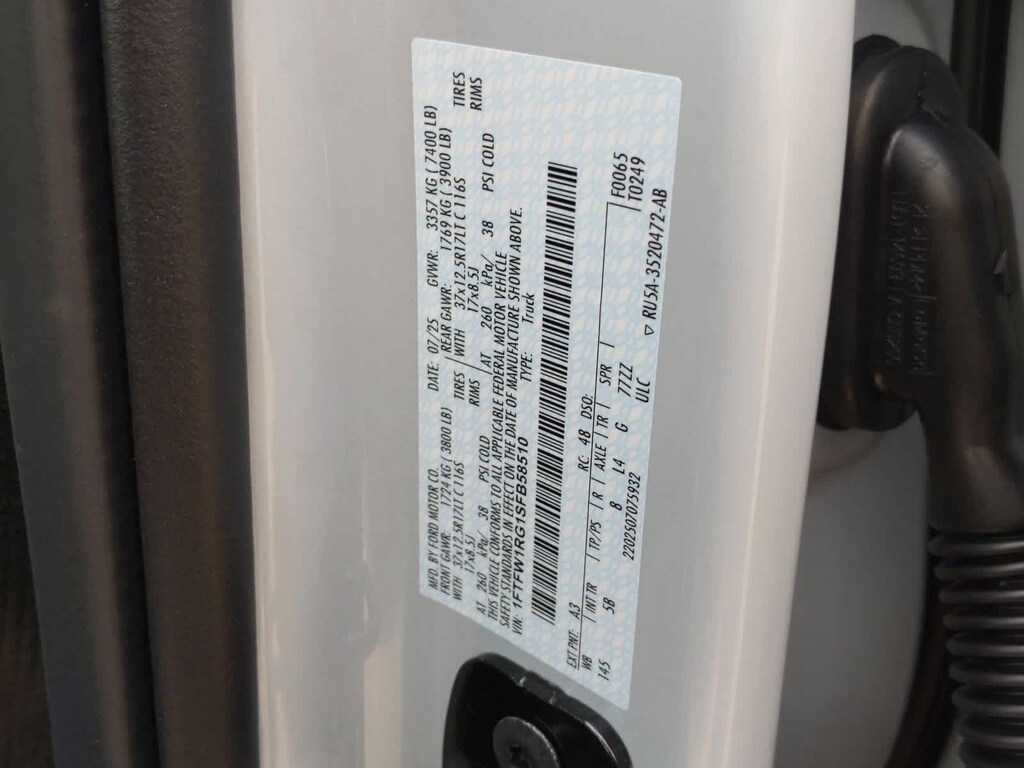 MFD. BY FORD MOTOR CO. DATE: 07/25 GVWR: 3357 KG ( 7400 LB)
FRONT GAWR: 1724 KG ( 3800 LB) REAR GAWR: 1769 KG ( 3900 LB)
WITH 37x12.5R17LT C 116S TIRES WITH 37x12.5R17LT C 116S TIRES
17x8.5J RIMS 17x8.5J RIMS
AT 260 kPa/ 38 PSI COLD AT 260 kPa/ 38 PSI COLD
THIS VEHICLE CONFORMS TO ALL APPLICABLE FEDERAL MOTOR VEHICLE
SAFETY STANDARDS IN EFFECT ON THE DATE OF MANUFACTURE SHOWN ABOVE.
VIN: 1FTFW1RG1SFB58510 TYPE: Truck
EXT PNT: A3 RC: 48 DSO: F0065
WB INT TR TP/PS R AXLE TR SPR T0249
145 5B 8 L4 G 77ZZ
2202507075932 ULC RU5A-3520472-AB